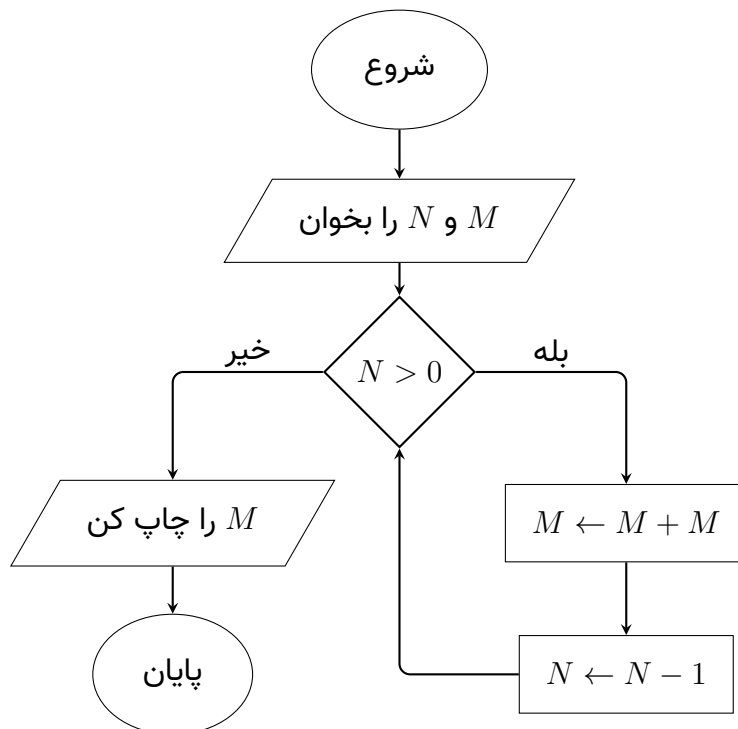 شروع
M و N را بخوان
N > 0
خیر
بله
M را چاپ کن
M ← M + M
پایان
N ← N − 1